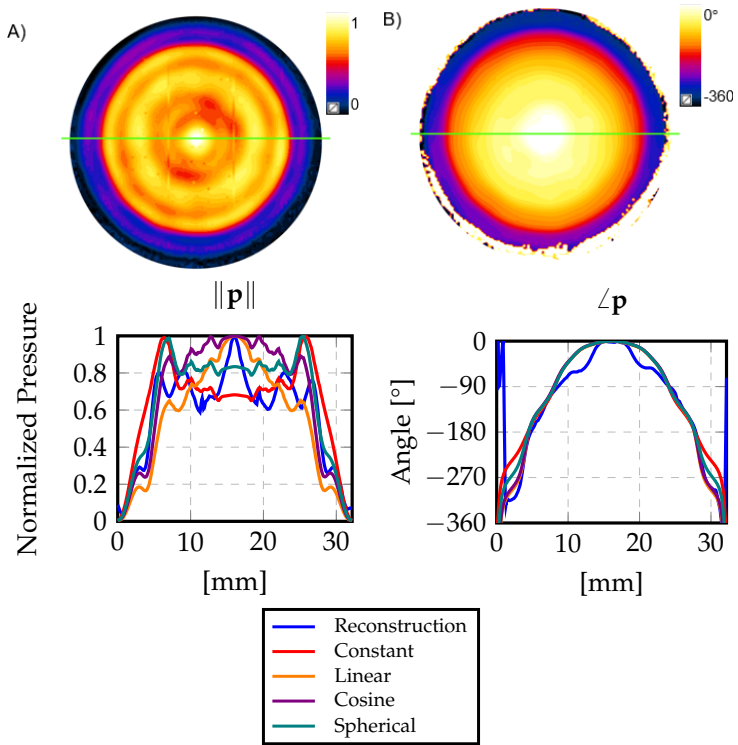 A)
1
0
B)
0°
-360
‖p‖
∠p
Normalized Pressure
1
0.8
0.6
0.4
0.2
0
0 10 20 30
[mm]
Angle [°]
0
−90
−180
−270
−360
0 10 20 30
[mm]
Reconstruction
Constant
Linear
Cosine
Spherical